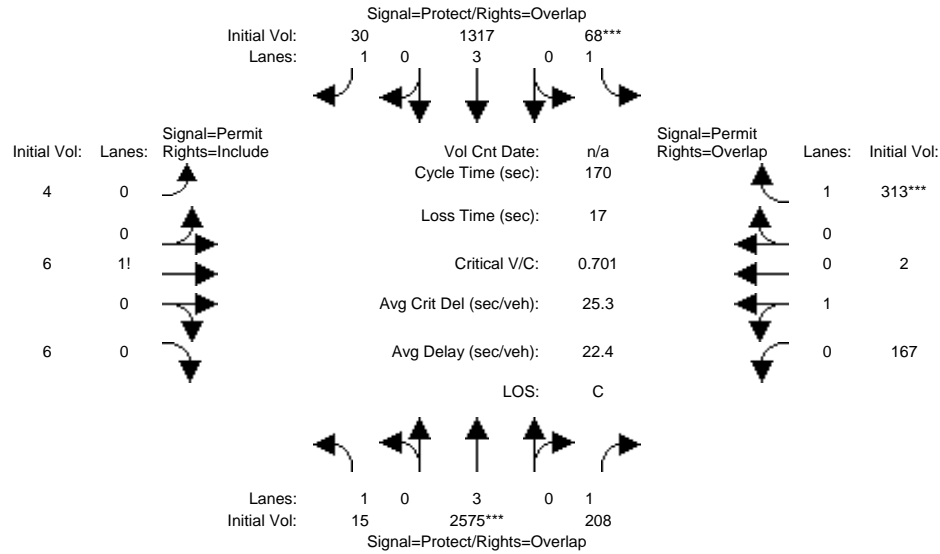 Signal=Protect/Rights=Overlap
Initial Vol: 30 1317 68***
Lanes: 1 0 3 0 1
Signal=Permit
Initial Vol: Lanes: Rights=Include
Vol Cnt Date: n/a
Signal=Permit
Rights=Overlap Lanes: Initial Vol:
Cycle Time (sec): 170
4 0 1 313***
Loss Time (sec): 17
0 0
6 1! Critical V/C: 0.701 0 2
0 Avg Crit Del (sec/veh): 25.3 1
6 0 Avg Delay (sec/veh): 22.4 0 167
LOS: C
Lanes: 1 0 3 0 1
Initial Vol: 15 2575*** 208
Signal=Protect/Rights=Overlap